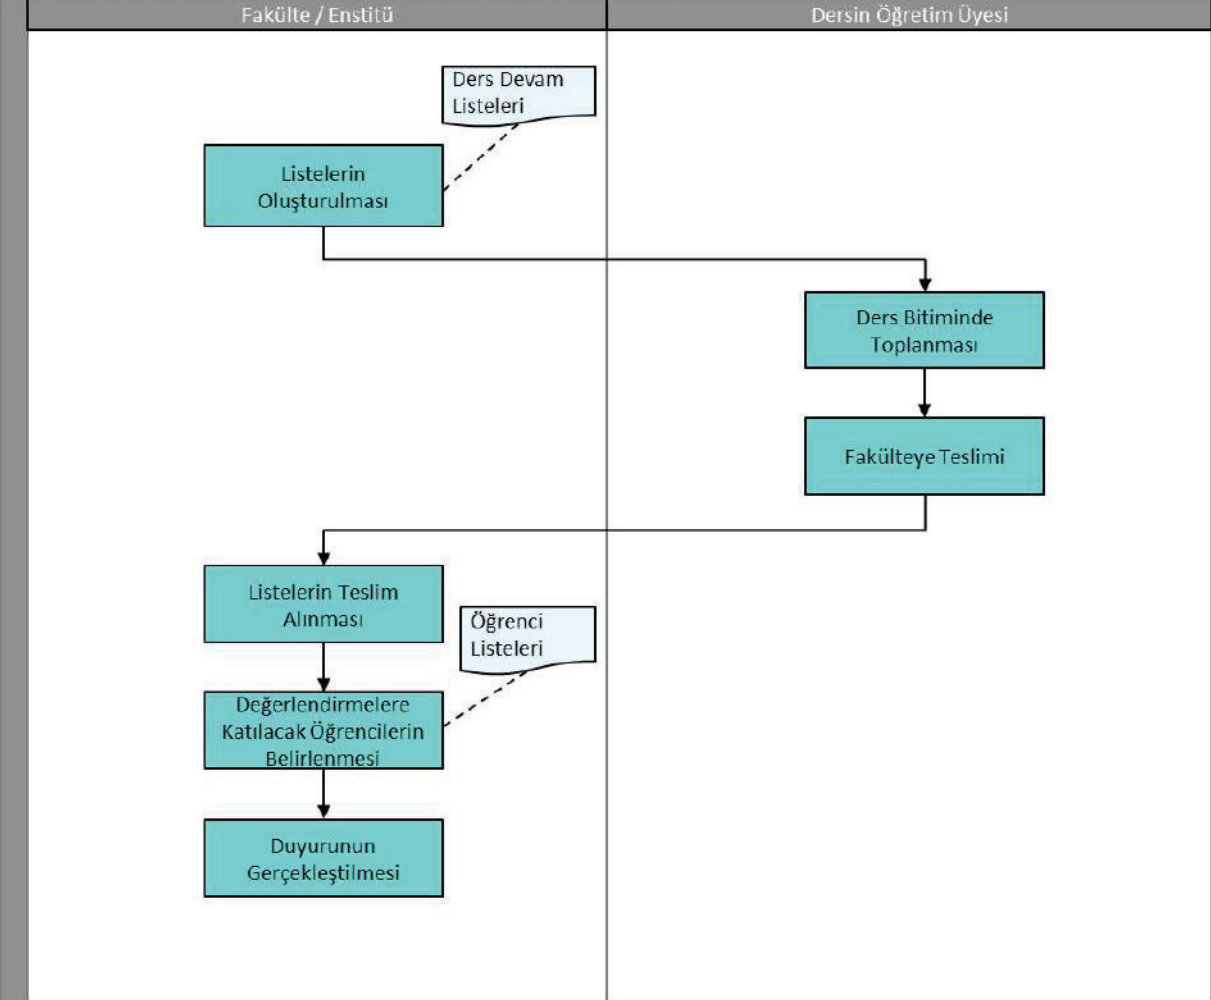 Fakülte / Enstitü
Dersin Öğretim Üyesi
Ders Devam
Listeleri
Listelerin
Oluşturulması
Ders Bitiminde
Toplanması
Fakülteye Teslimi
Listelerin Teslim
Alınması
Öğrenci
Listeleri
Değerlendirmelere
Katılacak Öğrencilerin
Belirlenmesi
Duyurunun
Gerçekleştilmesi